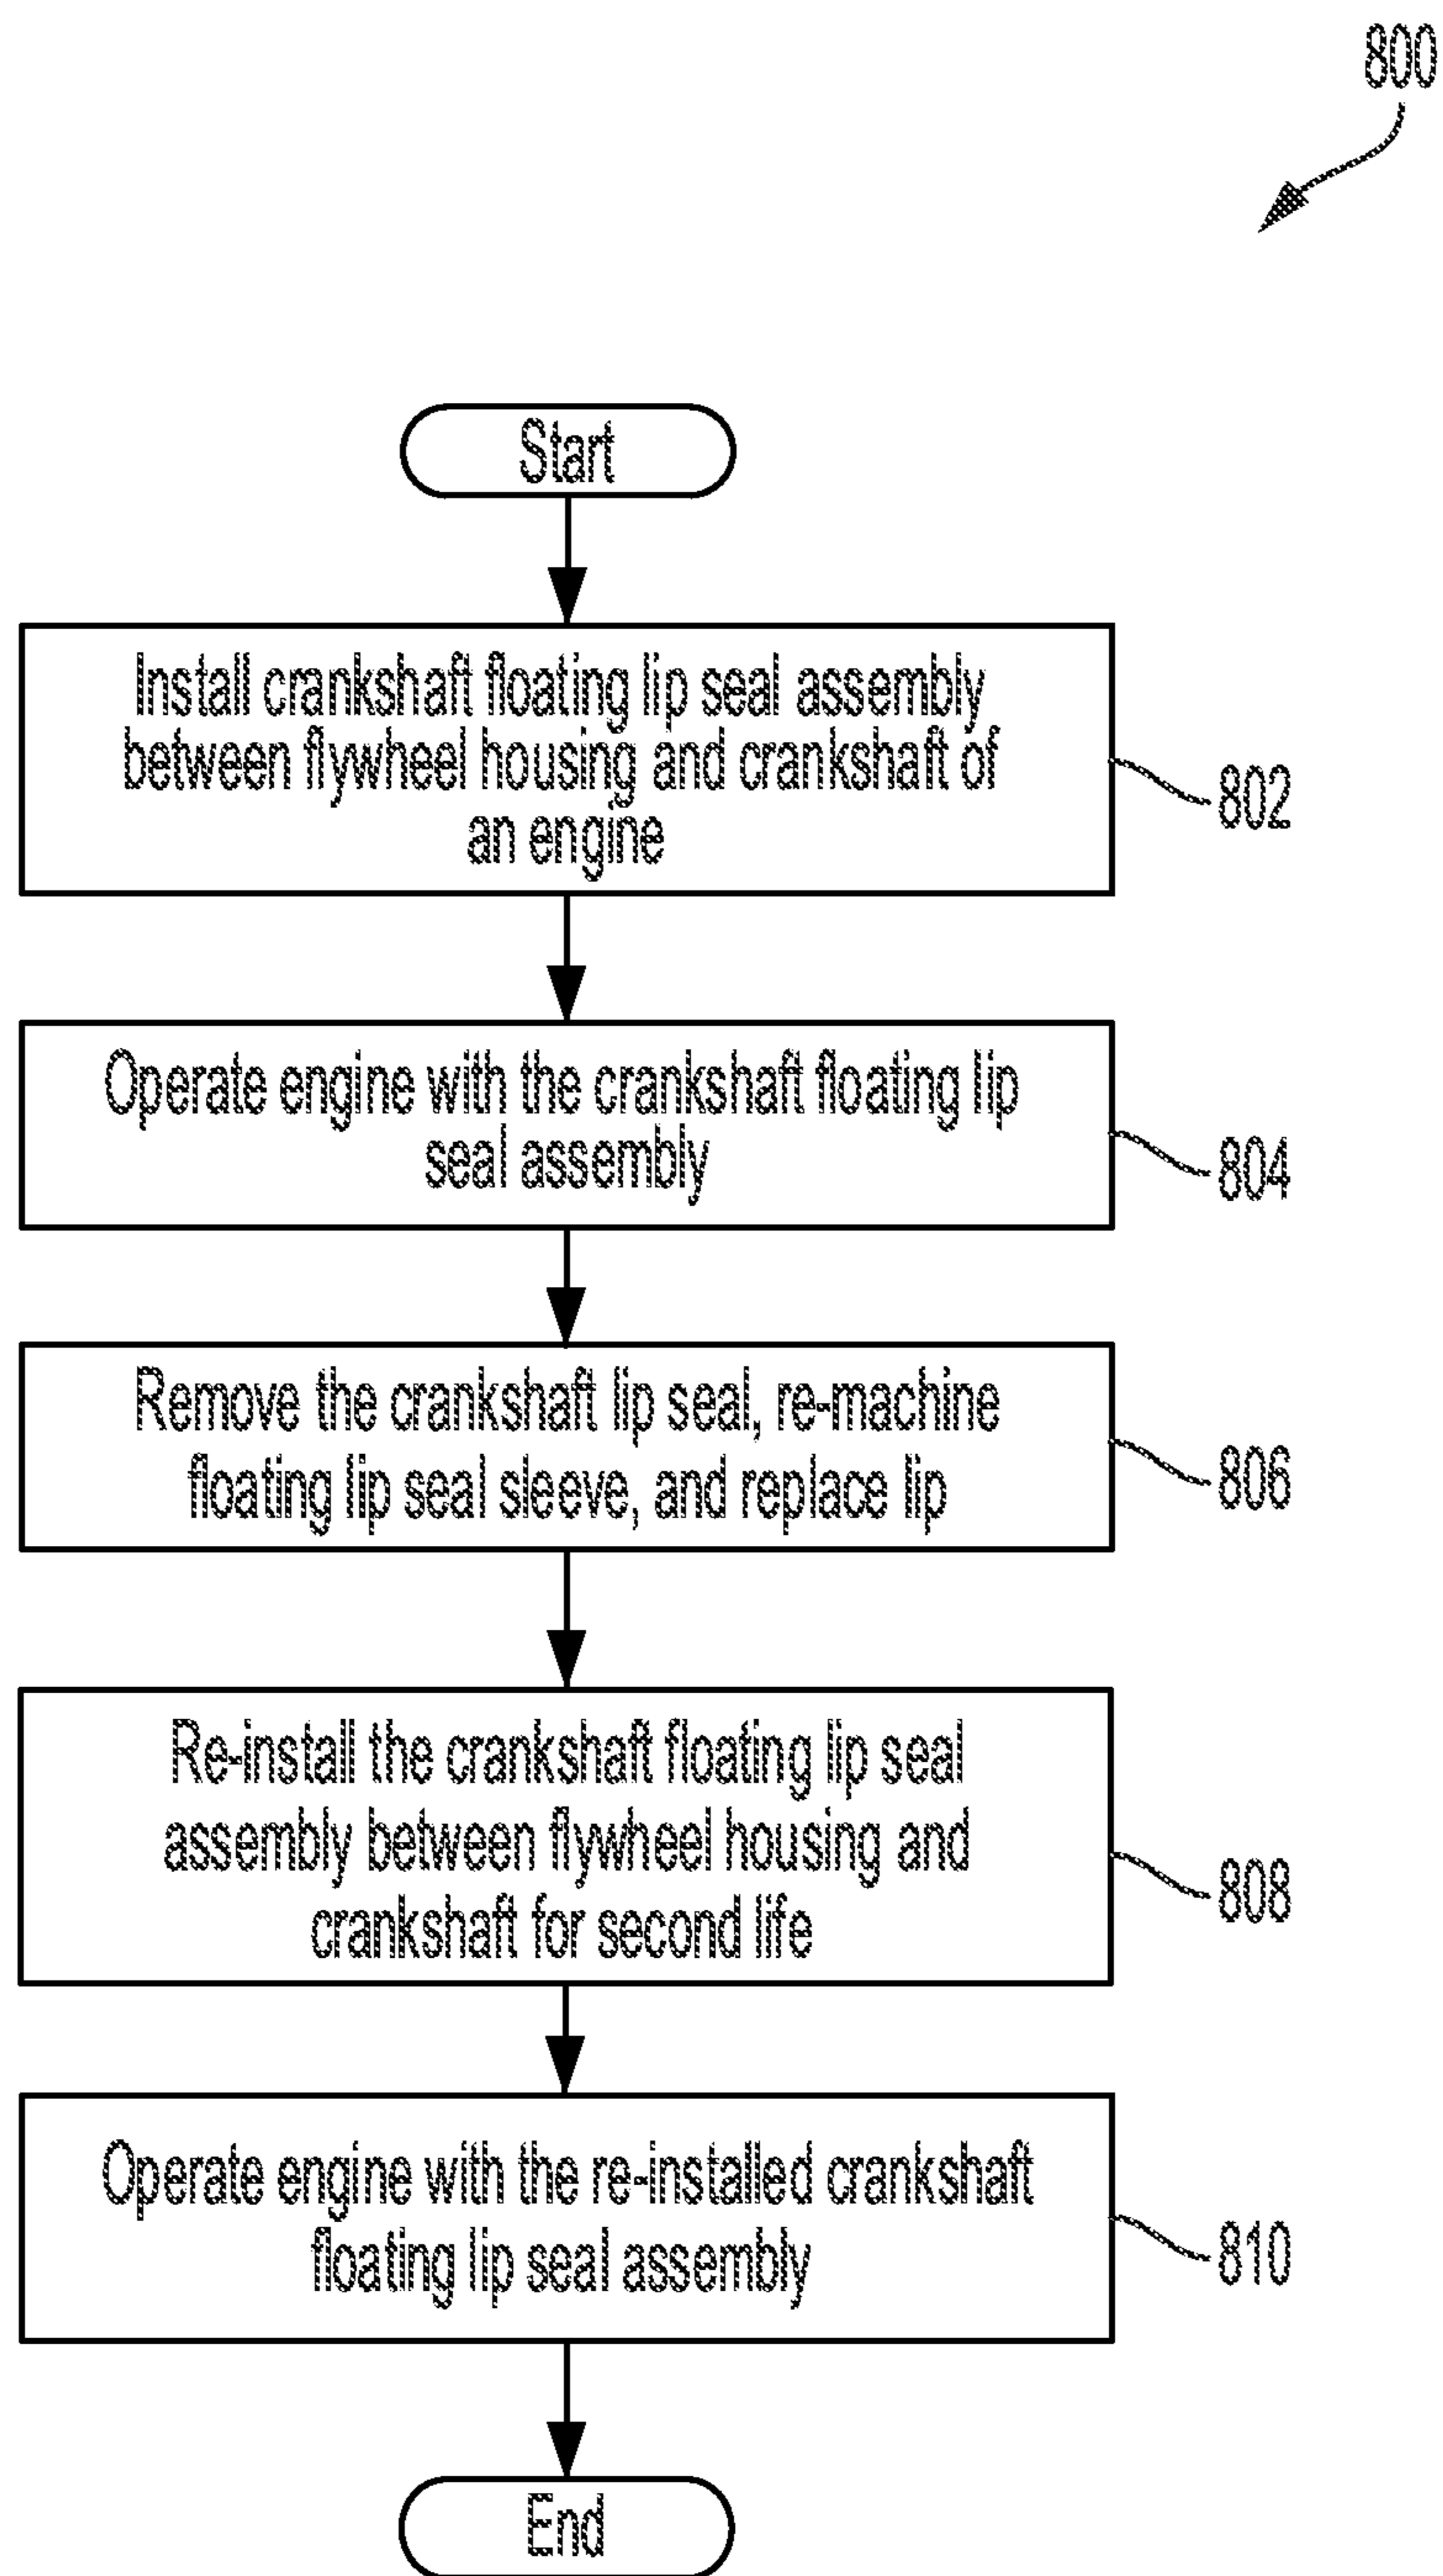 800
Start
Install crankshaft floating lip seal assembly
between flywheel housing and crankshaft of
an engine
802
Operate engine with the crankshaft floating lip
seal assembly
804
Remove the crankshaft lip seal, re-machine
floating lip seal sleeve, and replace lip
806
Re-install the crankshaft floating lip seal
assembly between flywheel housing and
crankshaft for second life
808
Operate engine with the re-installed crankshaft
floating lip seal assembly
810
End